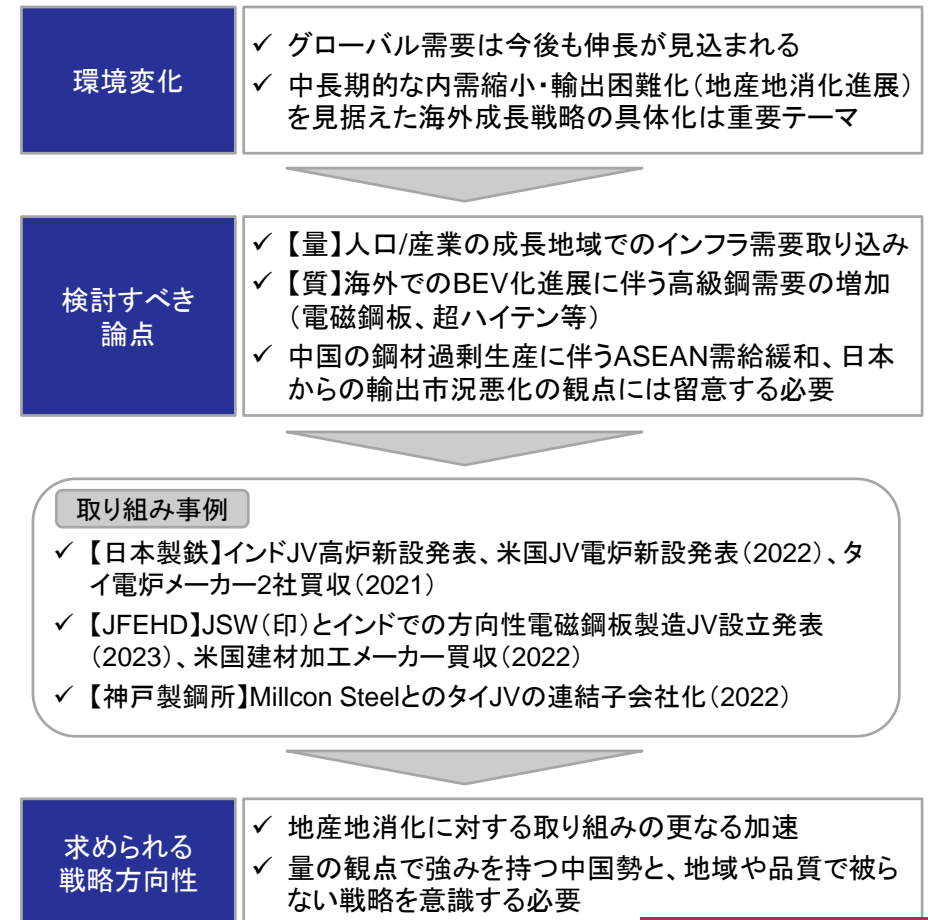 環境変化
✓ グローバル需要は今後も伸長が見込まれる
✓ 中長期的な内需縮小・輸出困難化（地産地消化進展）
を見据えた海外成長戦略の具体化は重要テーマ
検討すべき
論点
✓ 【量】人口/産業の成長地域でのインフラ需要取り込み
✓ 【質】海外でのBEV化進展に伴う高級鋼需要の増加
（電磁鋼板、超ハイテン等）
✓ 中国の鋼材過剰生産に伴うASEAN需給緩和、日本
からの輸出市況悪化の観点には留意する必要
取り組み事例
✓ 【日本製鉄】インドJV高炉新設発表、米国JV電炉新設発表（2022）、タ
イ電炉メーカー2社買収（2021）
✓ 【JFEHD】JSW（印）とインドでの方向性電磁鋼板製造JV設立発表
（2023）、米国建材加工メーカー買収（2022）
✓ 【神戸製鋼所】Millcon SteelとのタイJVの連結子会社化（2022）
求められる
戦略方向性
✓ 地産地消化に対する取り組みの更なる加速
✓ 量の観点で強みを持つ中国勢と、地域や品質で被ら
ない戦略を意識する必要